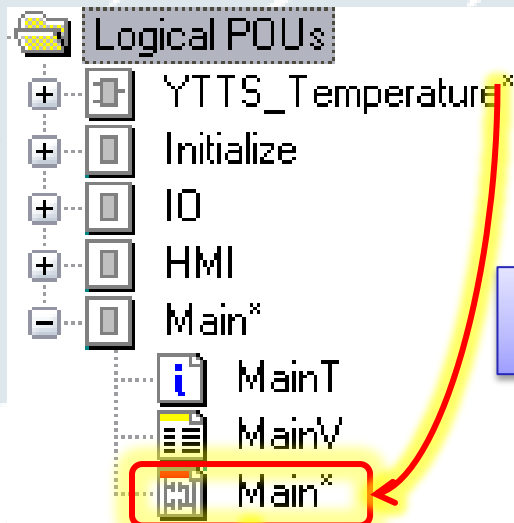 Logical POUs
YTTS_Temperature*
Initialize
IO
HMI
Main*
MainT
MainV
Main*